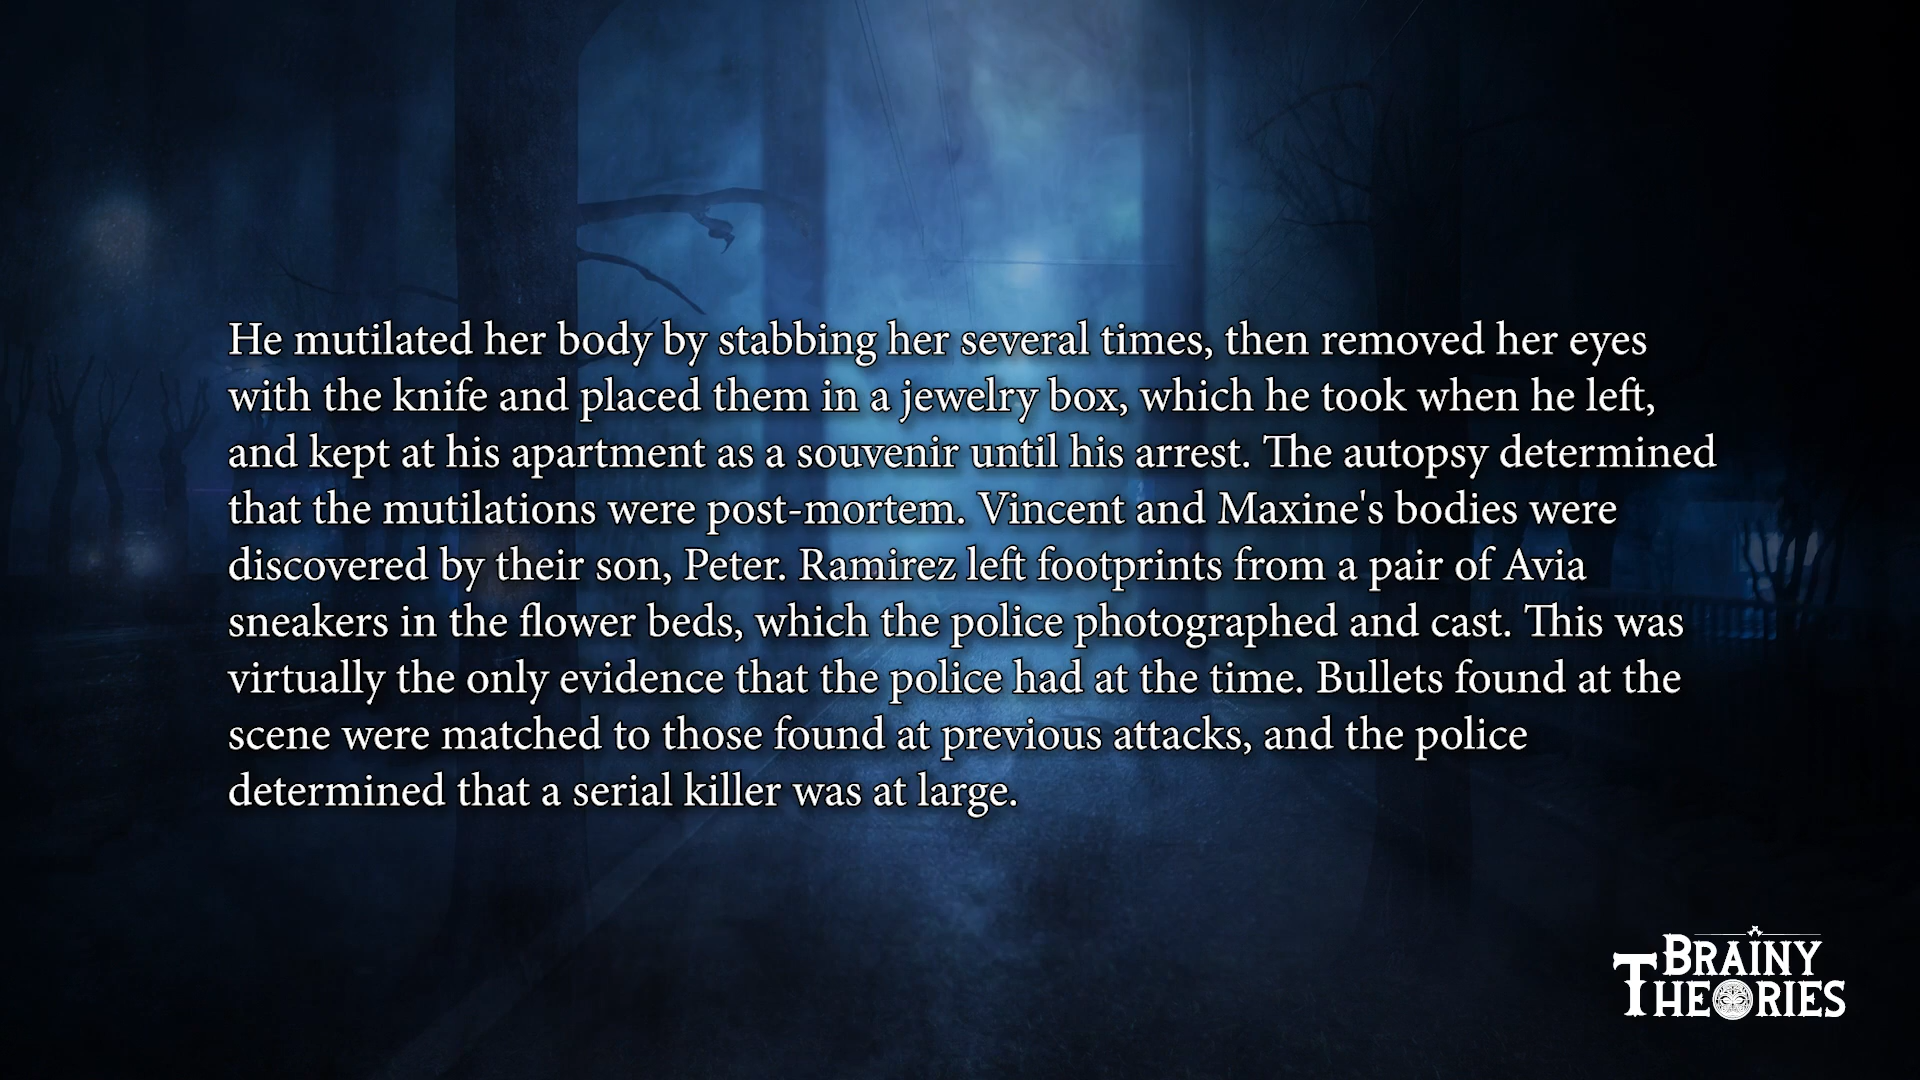 He mutilated her body by stabbing her several times, then removed her eyes
with the knife and placed them in a jewelry box, which he took when he left,
and kept at his apartment as a souvenir until his arrest. The autopsy determined
that the mutilations were post-mortem. Vincent and Maxine's bodies were
discovered by their son, Peter. Ramirez left footprints from a pair of Avia
sneakers in the flower beds, which the police photographed and cast. This was
virtually the only evidence that the police had at the time. Bullets found at the
scene were matched to those found at previous attacks, and the police
determined that a serial killer was at large.
BRAINY
THEORIES